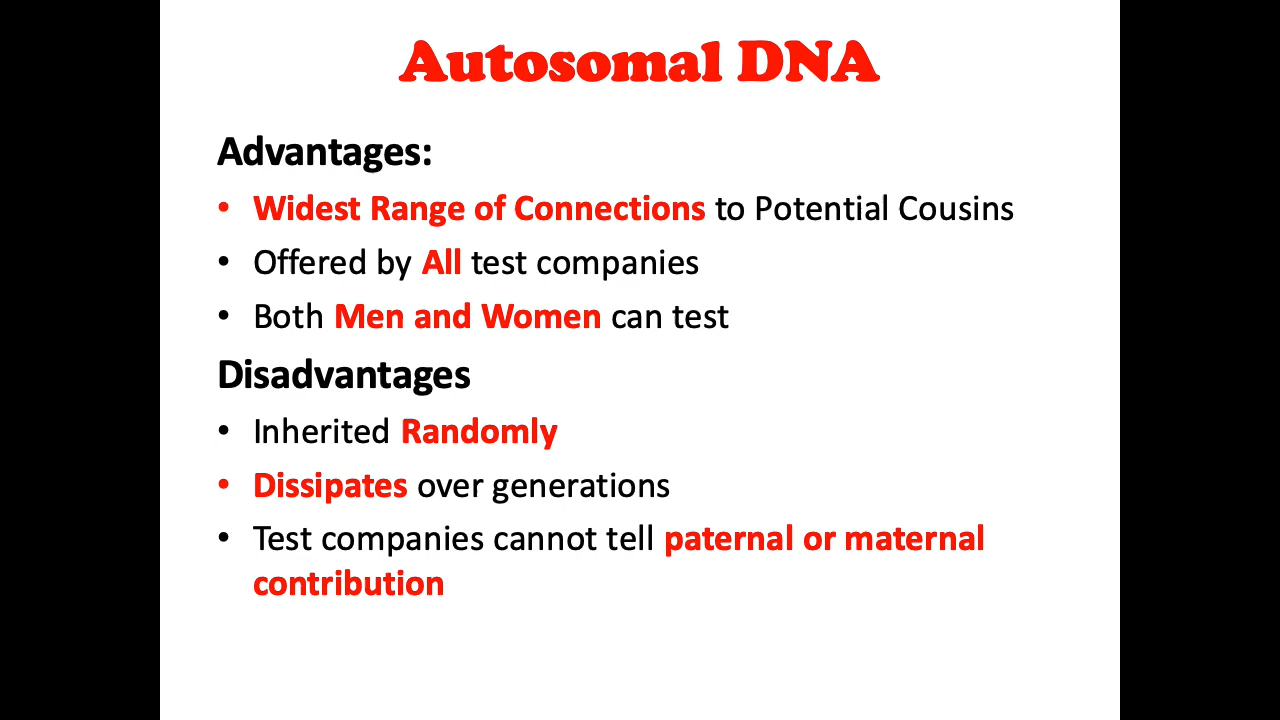 Autosomal DNA
Advantages:
• Widest Range of Connections to Potential Cousins
• Offered by All test companies
• Both Men and Women can test
Disadvantages
• Inherited Randomly
• Dissipates over generations
• Test companies cannot tell paternal or maternal
contribution